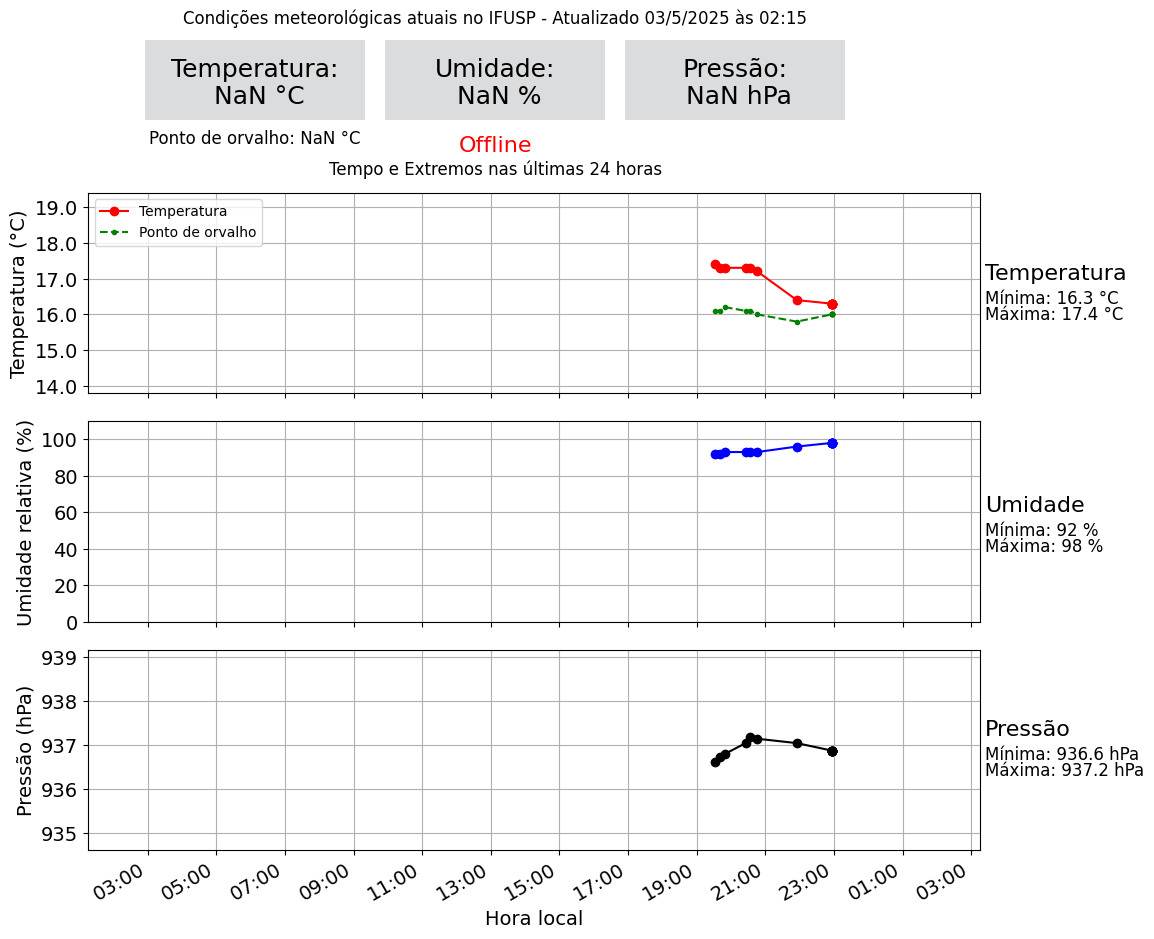 Condições meteorológicas atuais no IFUSP - Atualizado 03/5/2025 às 02:15
Temperatura:
NaN °C
Umidade:
NaN %
Pressão:
NaN hPa
Ponto de orvalho: NaN °C
Offline
Tempo e Extremos nas últimas 24 horas
Temperatura (°C)
19.0
18.0
17.0
16.0
15.0
14.0
Temperatura
Ponto de orvalho
Temperatura
Mínima: 16.3 °C
Máxima: 17.4 °C
Umidade relativa (%)
100
80
60
40
20
0
Umidade
Mínima: 92 %
Máxima: 98 %
Pressão (hPa)
939
938
937
936
935
Pressão
Mínima: 936.6 hPa
Máxima: 937.2 hPa
03:00
05:00
07:00
09:00
11:00
13:00
15:00
17:00
19:00
21:00
23:00
01:00
03:00
Hora local